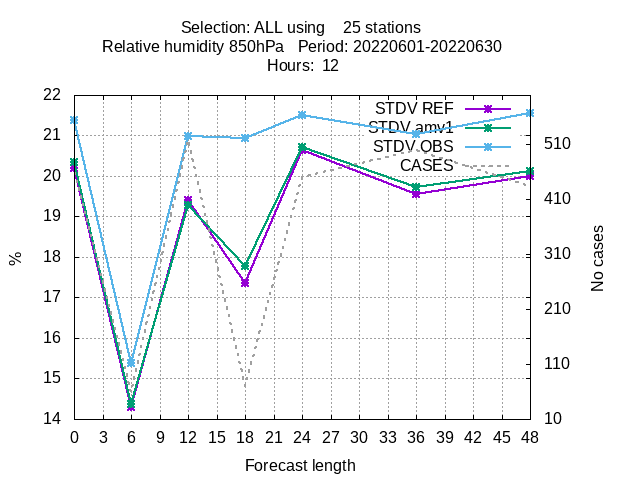 Selection: ALL using    25 stations
Relative humidity 850hPa   Period: 20220601-20220630
Hours:  12
22
21
20
19
18
17
16
15
14
%
STDV REF
STDV amv1
STDV OBS
CASES
510
410
310
210
110
10
No cases
0 3 6 9 12 15 18 21 24 27 30 33 36 39 42 45 48
Forecast length